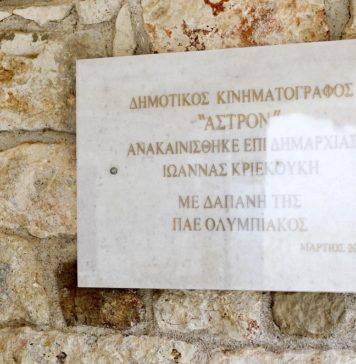 ΔΗΜΟΤΙΚΟΣ ΚΙΝΗΜΑΤΟΓΡΑΦΟΣ
"ΑΣΤΡΟΝ"
ΑΝΑΚΑΙΝΙΣΘΗΚΕ ΕΠΙ ΔΗΜΑΡΧΙΑΣ
ΙΩΑΝΝΑΣ ΚΡΙΕΚΟΥΚΗ
ΜΕ ΔΑΠΑΝΗ ΤΗΣ
ΠΑΕ ΟΛΥΜΠΙΑΚΟΣ
ΜΑΡΤΙΟΣ